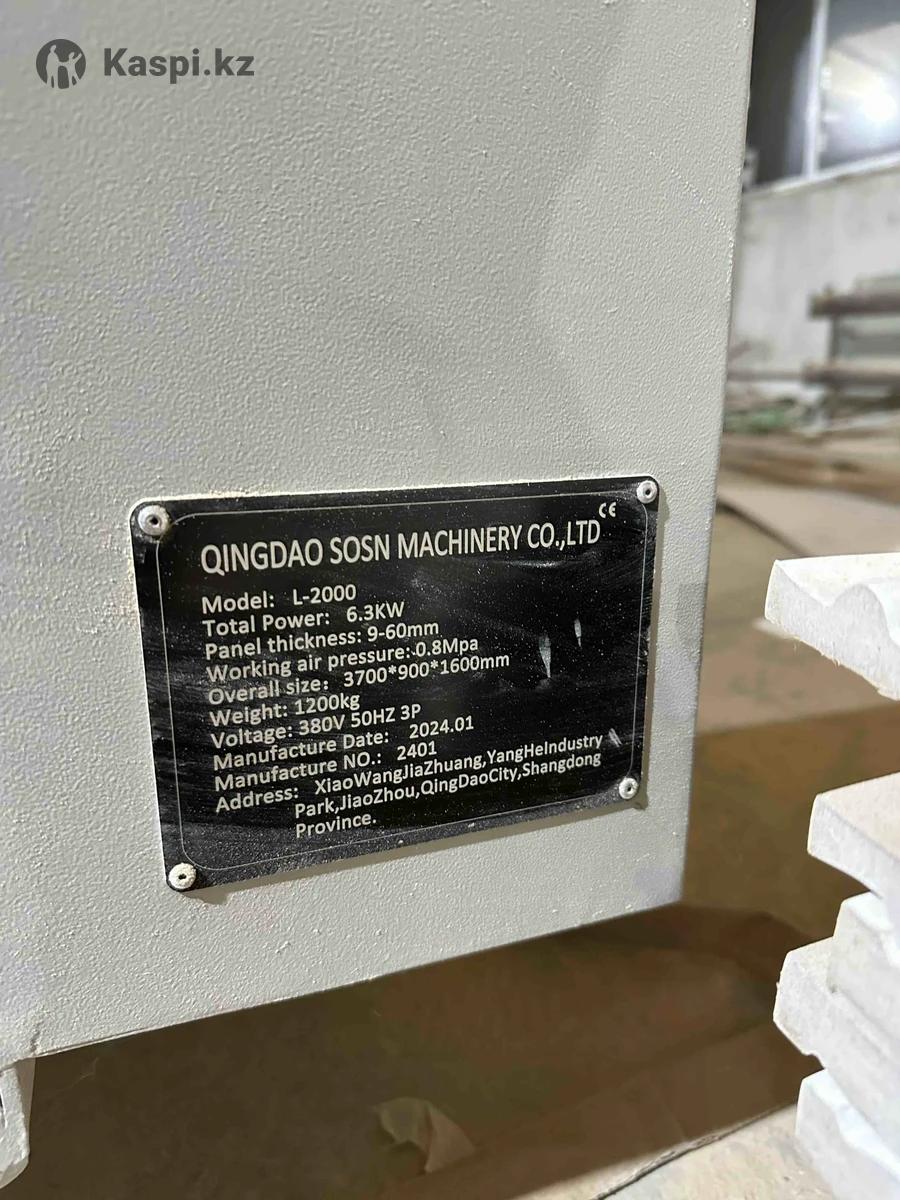 Kaspi.kz
CE
QINGDAO SOSN MACHINERY CO.,LTD
Model: L-2000
Total Power: 6.3KW
Panel thickness: 9-60mm
Working air pressure: 0.8Mpa
Overall size: 3700*900*1600mm
Weight: 1200kg
Voltage: 380V 50HZ 3P
Manufacture Date: 2024.01
Manufacture NO.: 2401
Address: XiaoWangJiaZhuang,YangHeIndustry
Park,JiaoZhou,QingDaoCity,Shangdong
Province.